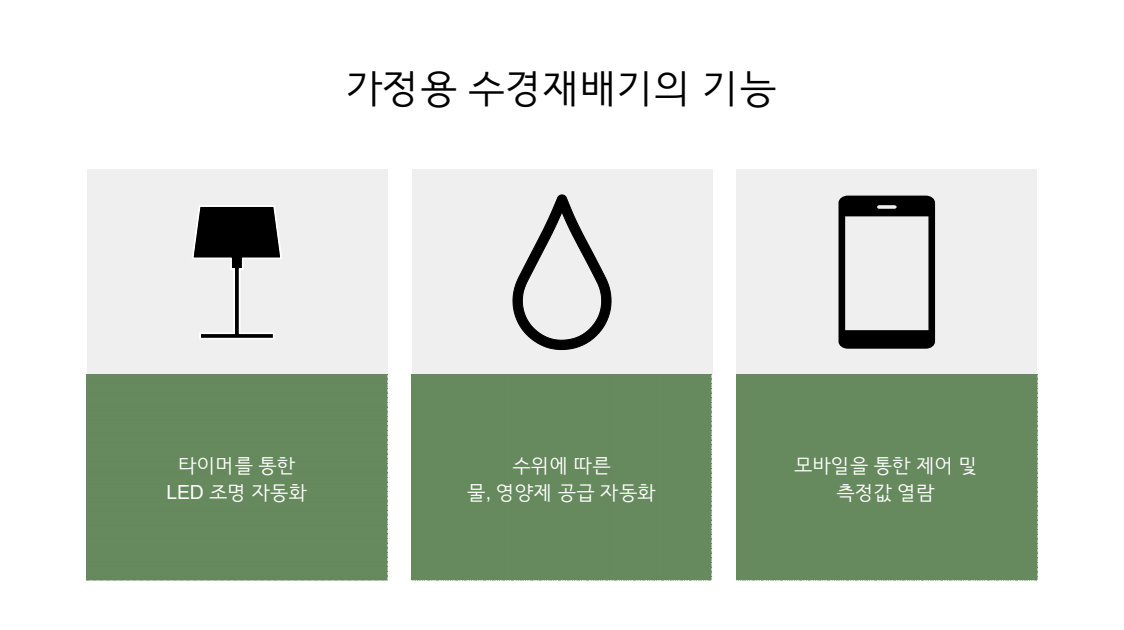 가정용 수경재배기의 기능
타이머를 통한
LED 조명 자동화
수위에 따른
물, 영양제 공급 자동화
모바일을 통한 제어 및
측정값 열람